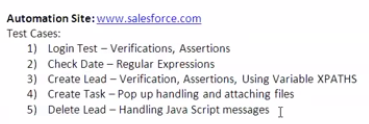 Automation Site: www.salesforce.com
Test Cases:
1) Login Test – Verifications, Assertions
2) Check Date – Regular Expressions
3) Create Lead – Verification, Assertions, Using Variable XPATHS
4) Create Task – Pop up handling and attaching files
5) Delete Lead – Handling Java Script messages